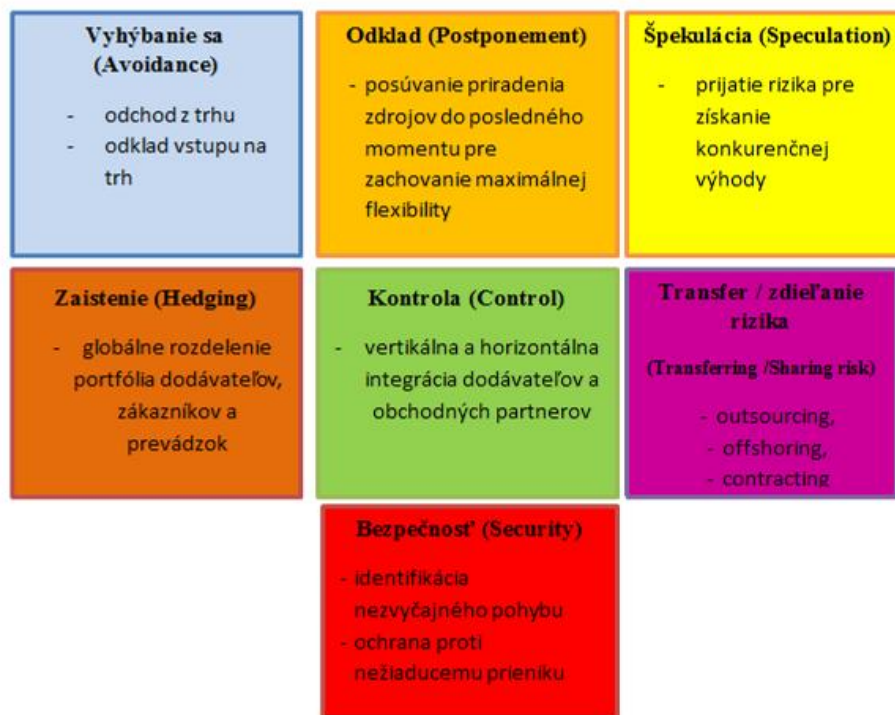 Vyhýbanie sa
(Avoidance)
- odchod z trhu
- odklad vstupu na
trh
Odklad (Postponement)
- posúvanie priradenia
zdrojov do posledného
momentu pre
zachovanie maximálnej
flexibility
Špekulácia (Speculation)
- prijatie rizika pre
získanie
konkurenčnej
výhody
Zaistenie (Hedging)
- globálne rozdelenie
portfólia dodávateľov,
zákazníkov a
prevádzok
Kontrola (Control)
- vertikálna a horizontálna
integrácia dodávateľov a
obchodných partnerov
Transfer / zdieľanie
rizika
(Transferring /Sharing risk)
- outsourcing,
- offshoring,
- contracting
Bezpečnosť (Security)
- identifikácia
nezvyčajného pohybu
- ochrana proti
nežiaducemu prieniku